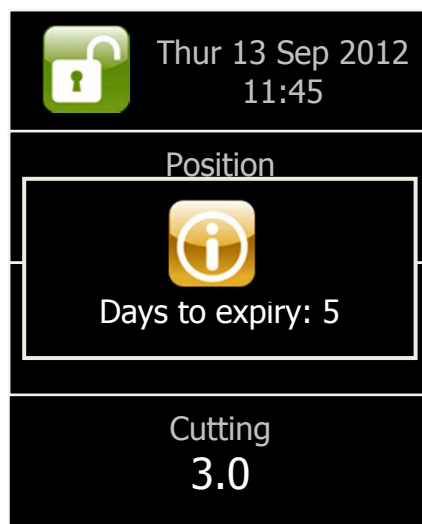 Thur 13 Sep 2012
11:45
Position
Days to expiry: 5
Cutting
3.0